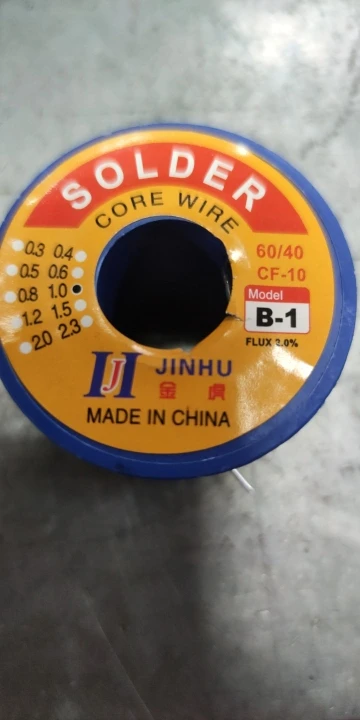 SOLDER
CORE WIRE
0.3 0.4
0.5 0.6
0.8 1.0
1.2 1.5
2.0 2.3
60/40
CF-10
Model
B-1
FLUX 2.0%
JINHU
金虎
MADE IN CHINA